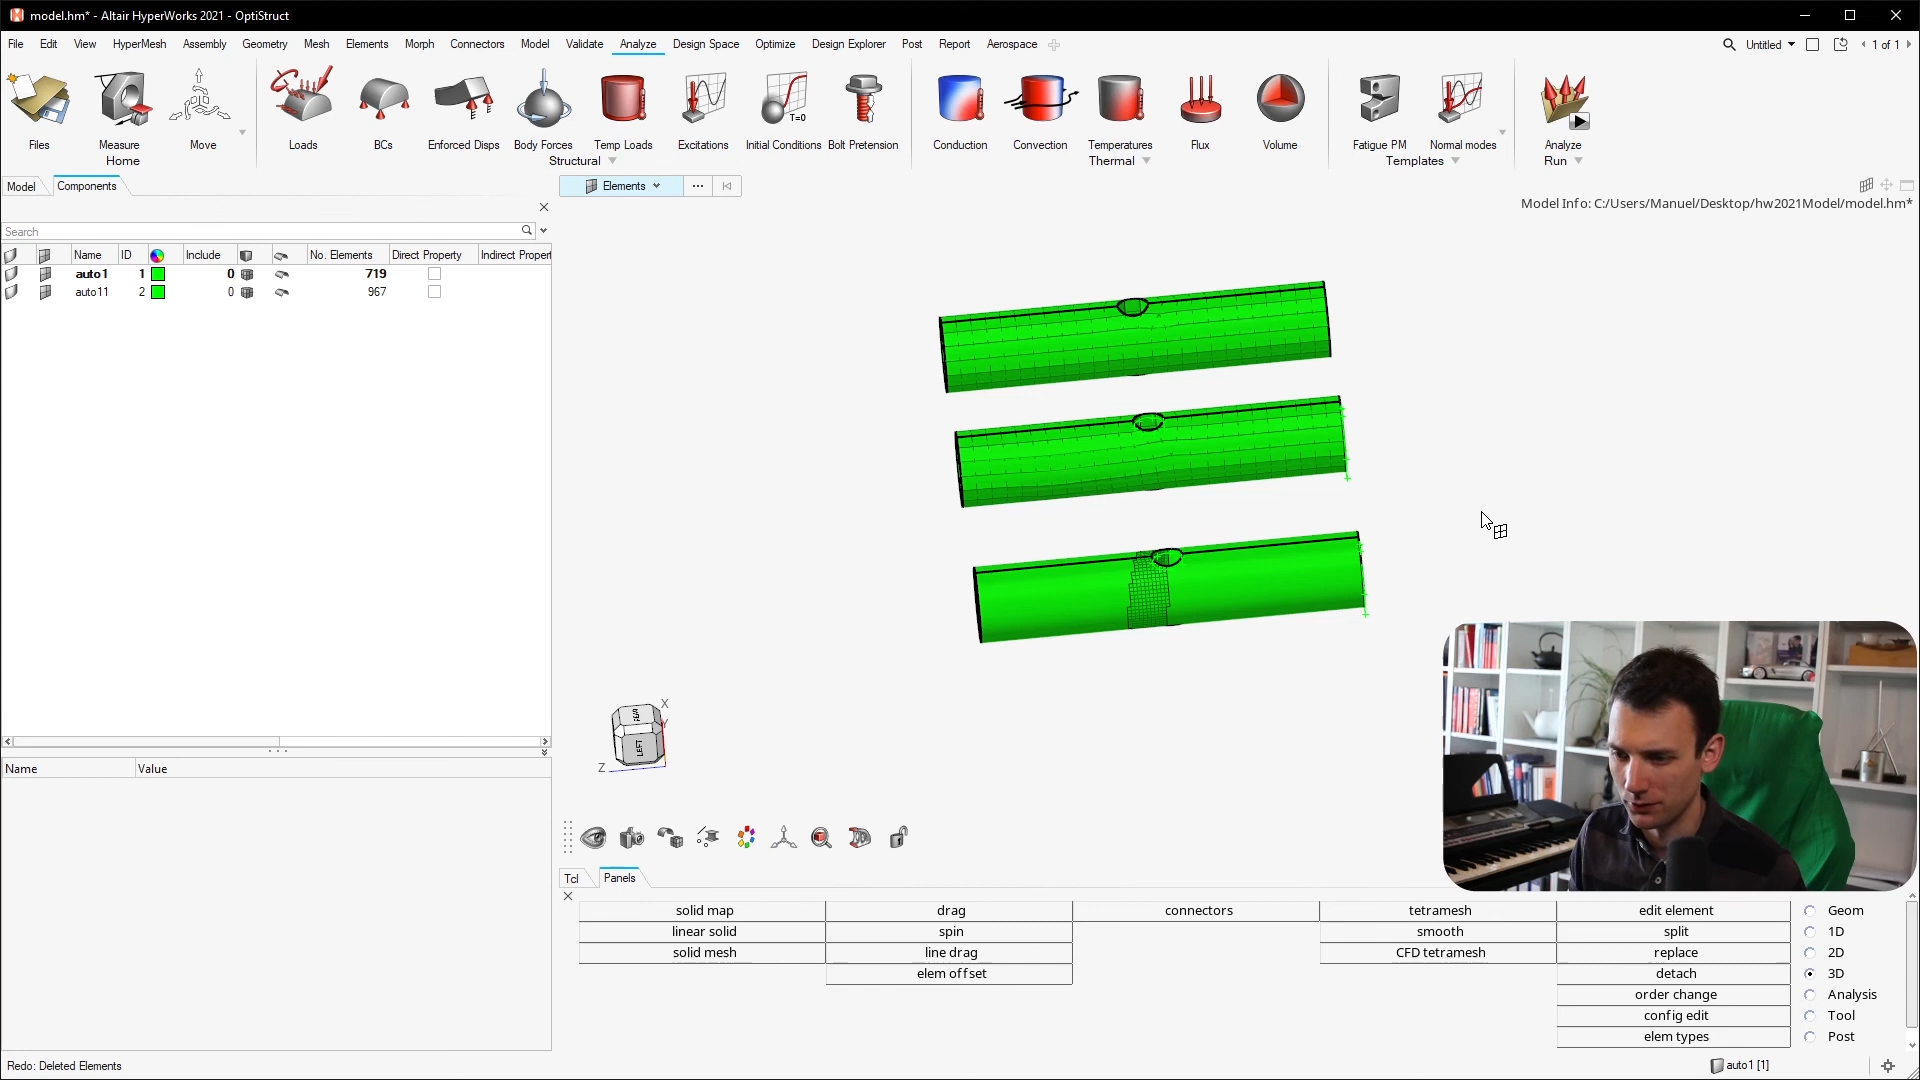 model.hm* - Altair HyperWorks 2021 - OptiStruct
File Edit View HyperMesh Assembly Geometry Mesh Elements Morph Connectors Model Validate Analyze Design Space Optimize Design Explorer Post Report Aerospace
Untitled 1 of 1
T=0
Files Measure Move Loads BCs Enforced Disps Body Forces Temp Loads Excitations Initial Conditions Bolt Pretension Conduction Convection Temperatures Flux Volume Fatigue PM Normal modes Analyze
Home Structural Thermal Templates Run
Model Components
Elements
Model Info: C:/Users/Manuel/Desktop/hw2021Model/model.hm*
Search
Name ID Include No. Elements Direct Property Indirect Propert
auto1 1 0 719
auto11 2 0 967
X
Y
LEFT
Z
Name Value
Tcl Panels
solid map drag connectors tetramesh edit element Geom
linear solid spin smooth split 1D
solid mesh line drag CFD tetramesh replace 2D
elem offset detach 3D
order change Analysis
config edit Tool
elem types Post
Redo: Deleted Elements
auto1 [1]